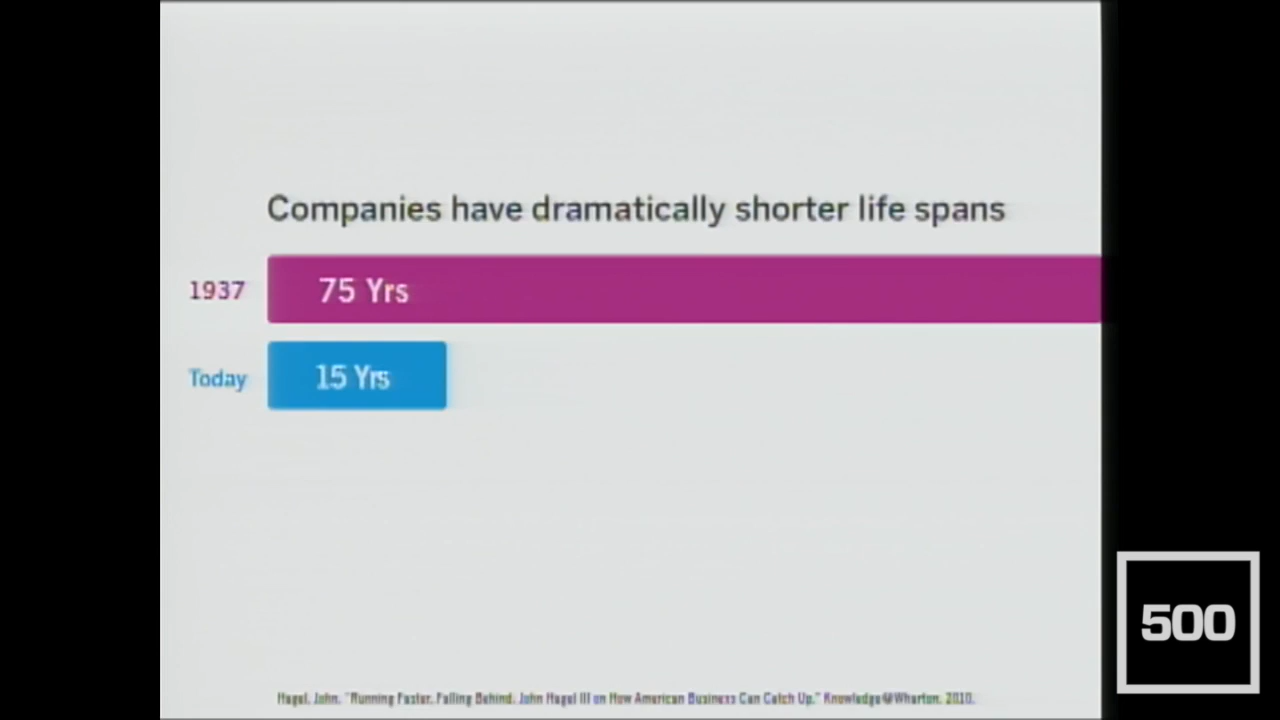 Companies have dramatically shorter life spans
1937
75 Yrs
Today
15 Yrs
Hagel, John. "Running Faster, Falling Behind: John Hagel III on How American Business Can Catch Up." Knowledge@Wharton, 2010.
500